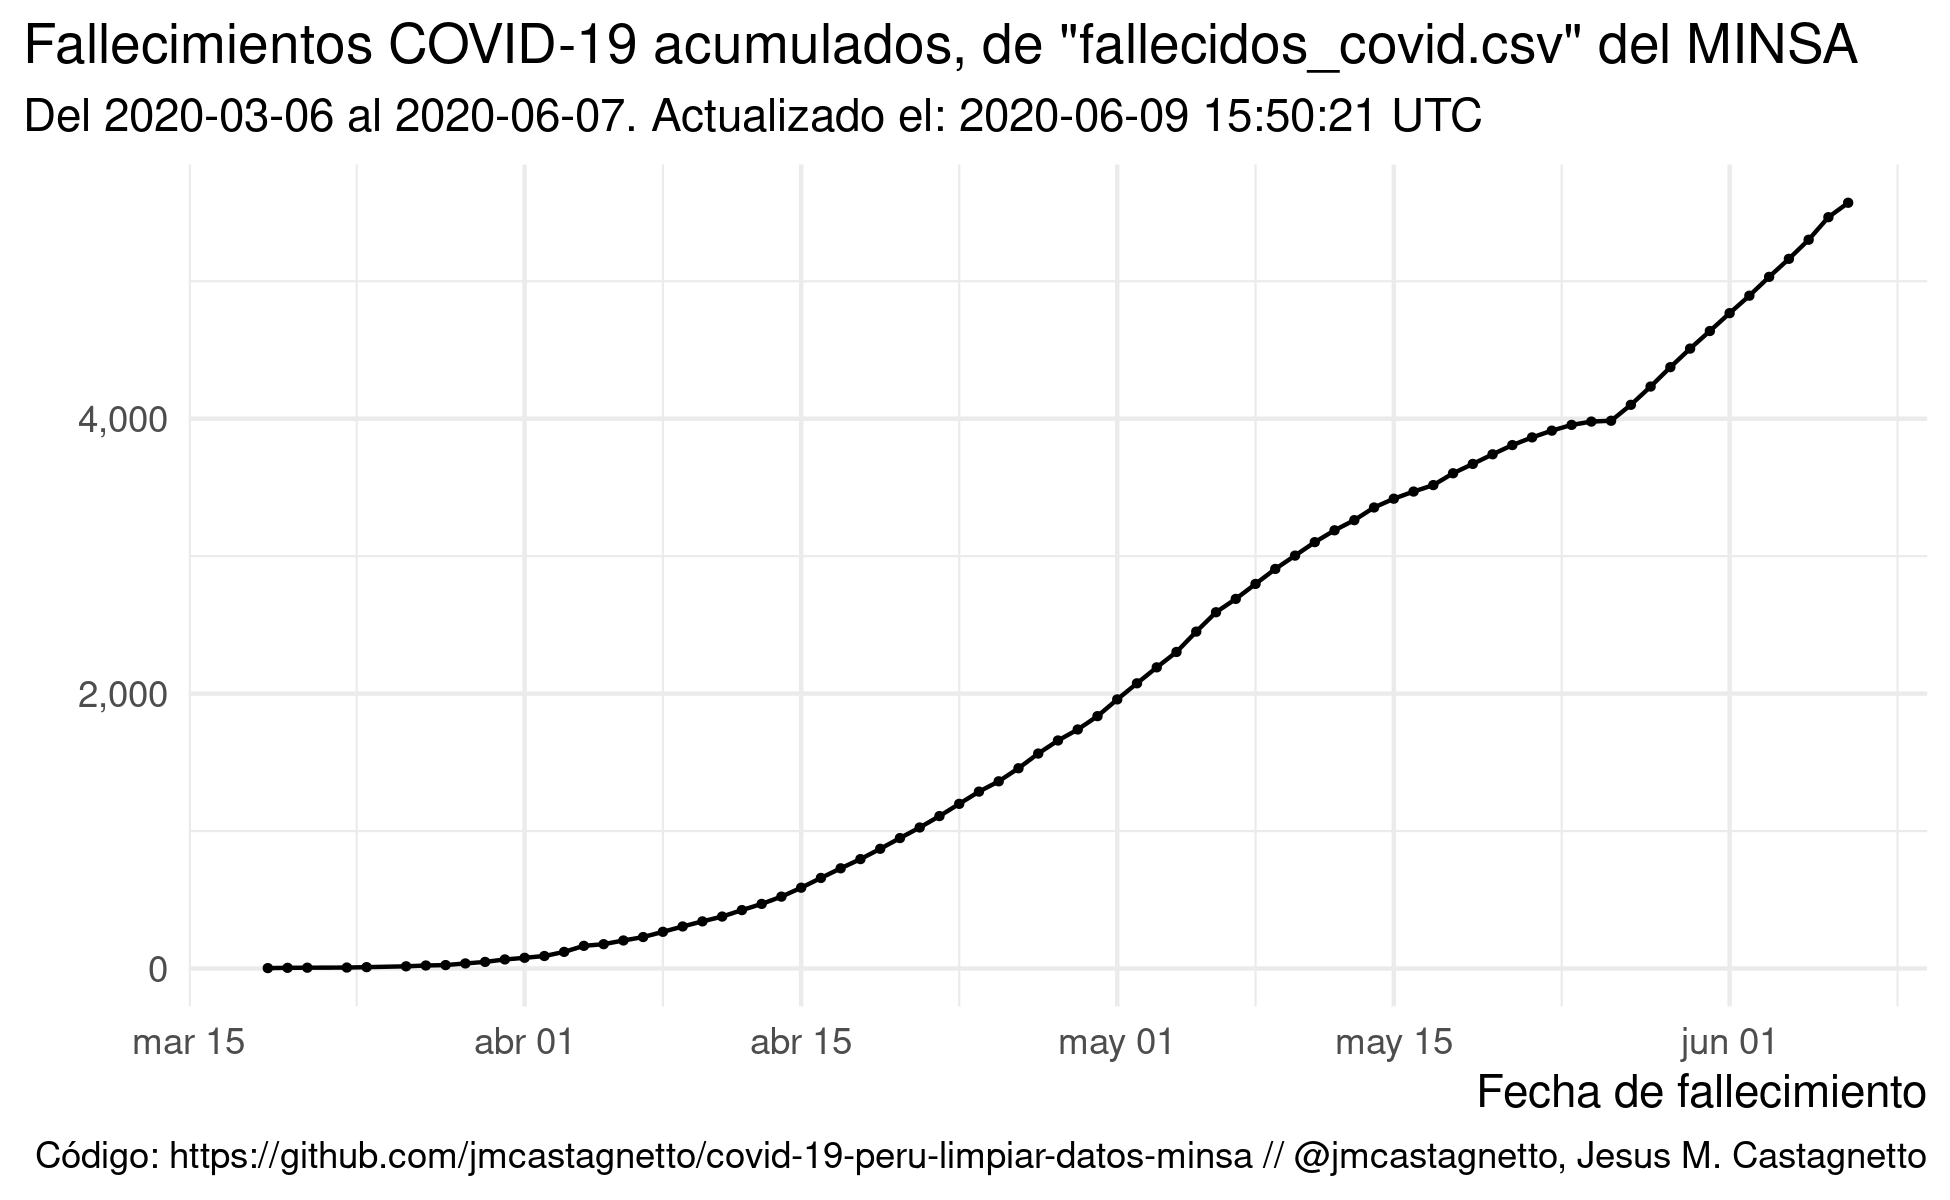 Fallecimientos COVID-19 acumulados, de "fallecidos_covid.csv" del MINSA
Del 2020-03-06 al 2020-06-07. Actualizado el: 2020-06-09 15:50:21 UTC
4,000
2,000
0
mar 15 abr 01 abr 15 may 01 may 15 jun 01
Fecha de fallecimiento
Código: https://github.com/jmcastagnetto/covid-19-peru-limpiar-datos-minsa // @jmcastagnetto, Jesus M. Castagnetto